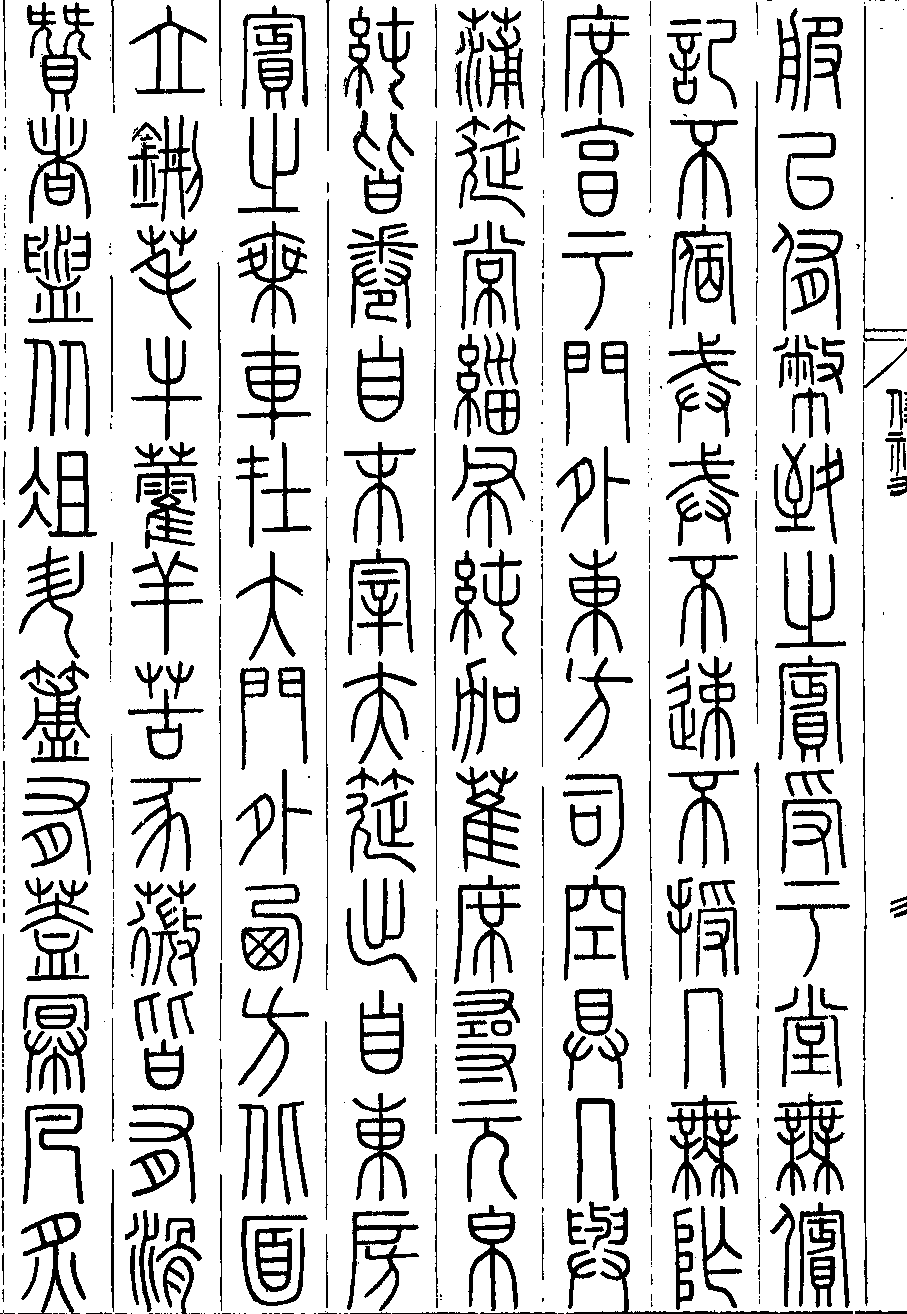 服以侑幣致之賓受于堂無儐
記不宿戒戒不速不授几無阼
席亨于門外東方司空具几與
蒲筵常緇布純加萑席尋玄帛
純皆卷自末宰夫筵出自東房
賓之乘車在大門外西方北面
立鉶芼牛藿羊苦豕薇皆有滑
贊者盥從俎升簠有蓋冪凡炙